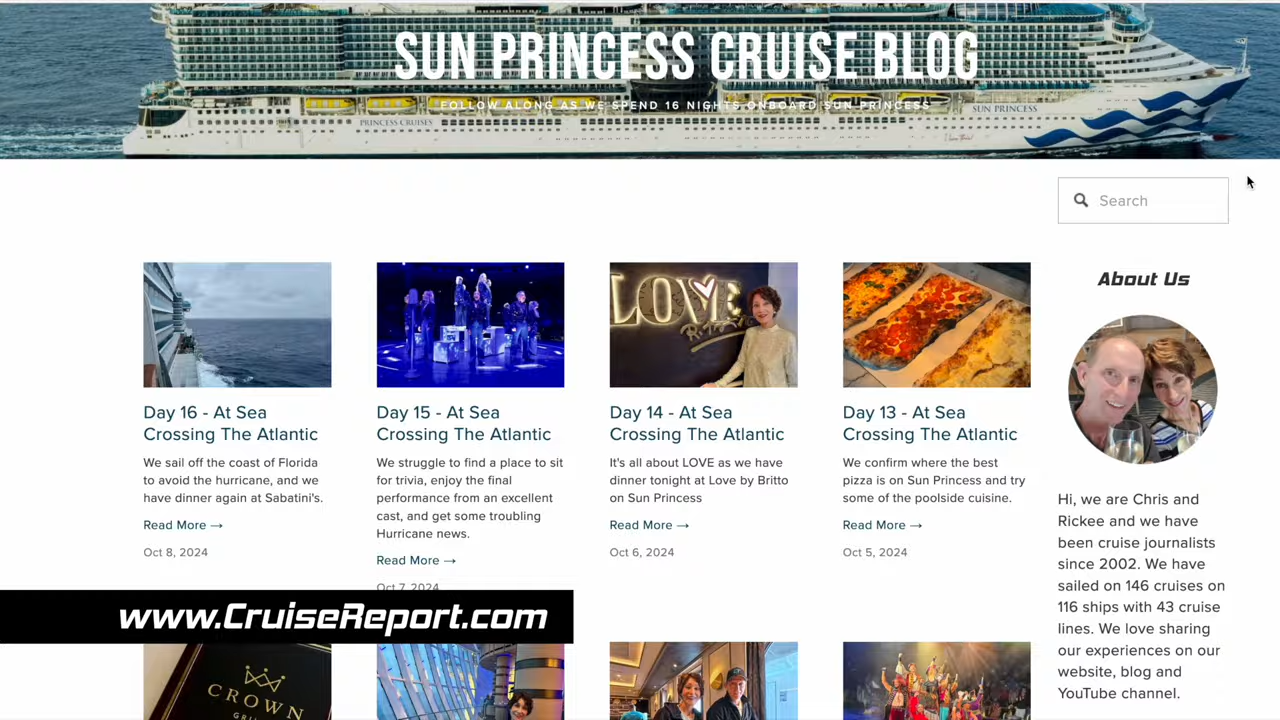 SUN PRINCESS CRUISE BLOG
FOLLOW ALONG AS WE SPEND 16 NIGHTS ONBOARD SUN PRINCESS
PRINCESS CRUISES
SUN PRINCESS
Search
LOVE
About Us
Day 16 - At Sea
Crossing The Atlantic
We sail off the coast of Florida
to avoid the hurricane, and we
have dinner again at Sabatini's.
Read More →
Oct 8, 2024
Day 15 - At Sea
Crossing The Atlantic
We struggle to find a place to sit
for trivia, enjoy the final
performance from an excellent
cast, and get some troubling
Hurricane news.
Read More →
Oct 7, 2024
Day 14 - At Sea
Crossing The Atlantic
It's all about LOVE as we have
dinner tonight at Love by Britto
on Sun Princess
Read More →
Oct 6, 2024
Day 13 - At Sea
Crossing The Atlantic
We confirm where the best
pizza is on Sun Princess and try
some of the poolside cuisine.
Read More →
Oct 5, 2024
Hi, we are Chris and
Rickee and we have
been cruise journalists
since 2002. We have
sailed on 146 cruises on
116 ships with 43 cruise
lines. We love sharing
our experiences on our
website, blog and
YouTube channel.
www.CruiseReport.com
CROWN